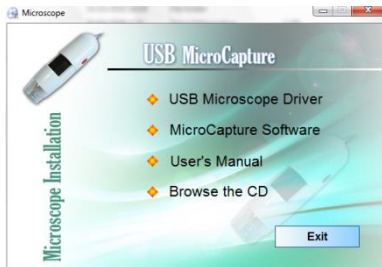 Microscope
USB MicroCapture
USB Microscope Driver
MicroCapture Software
User's Manual
Browse the CD
Microscope Installation
Exit